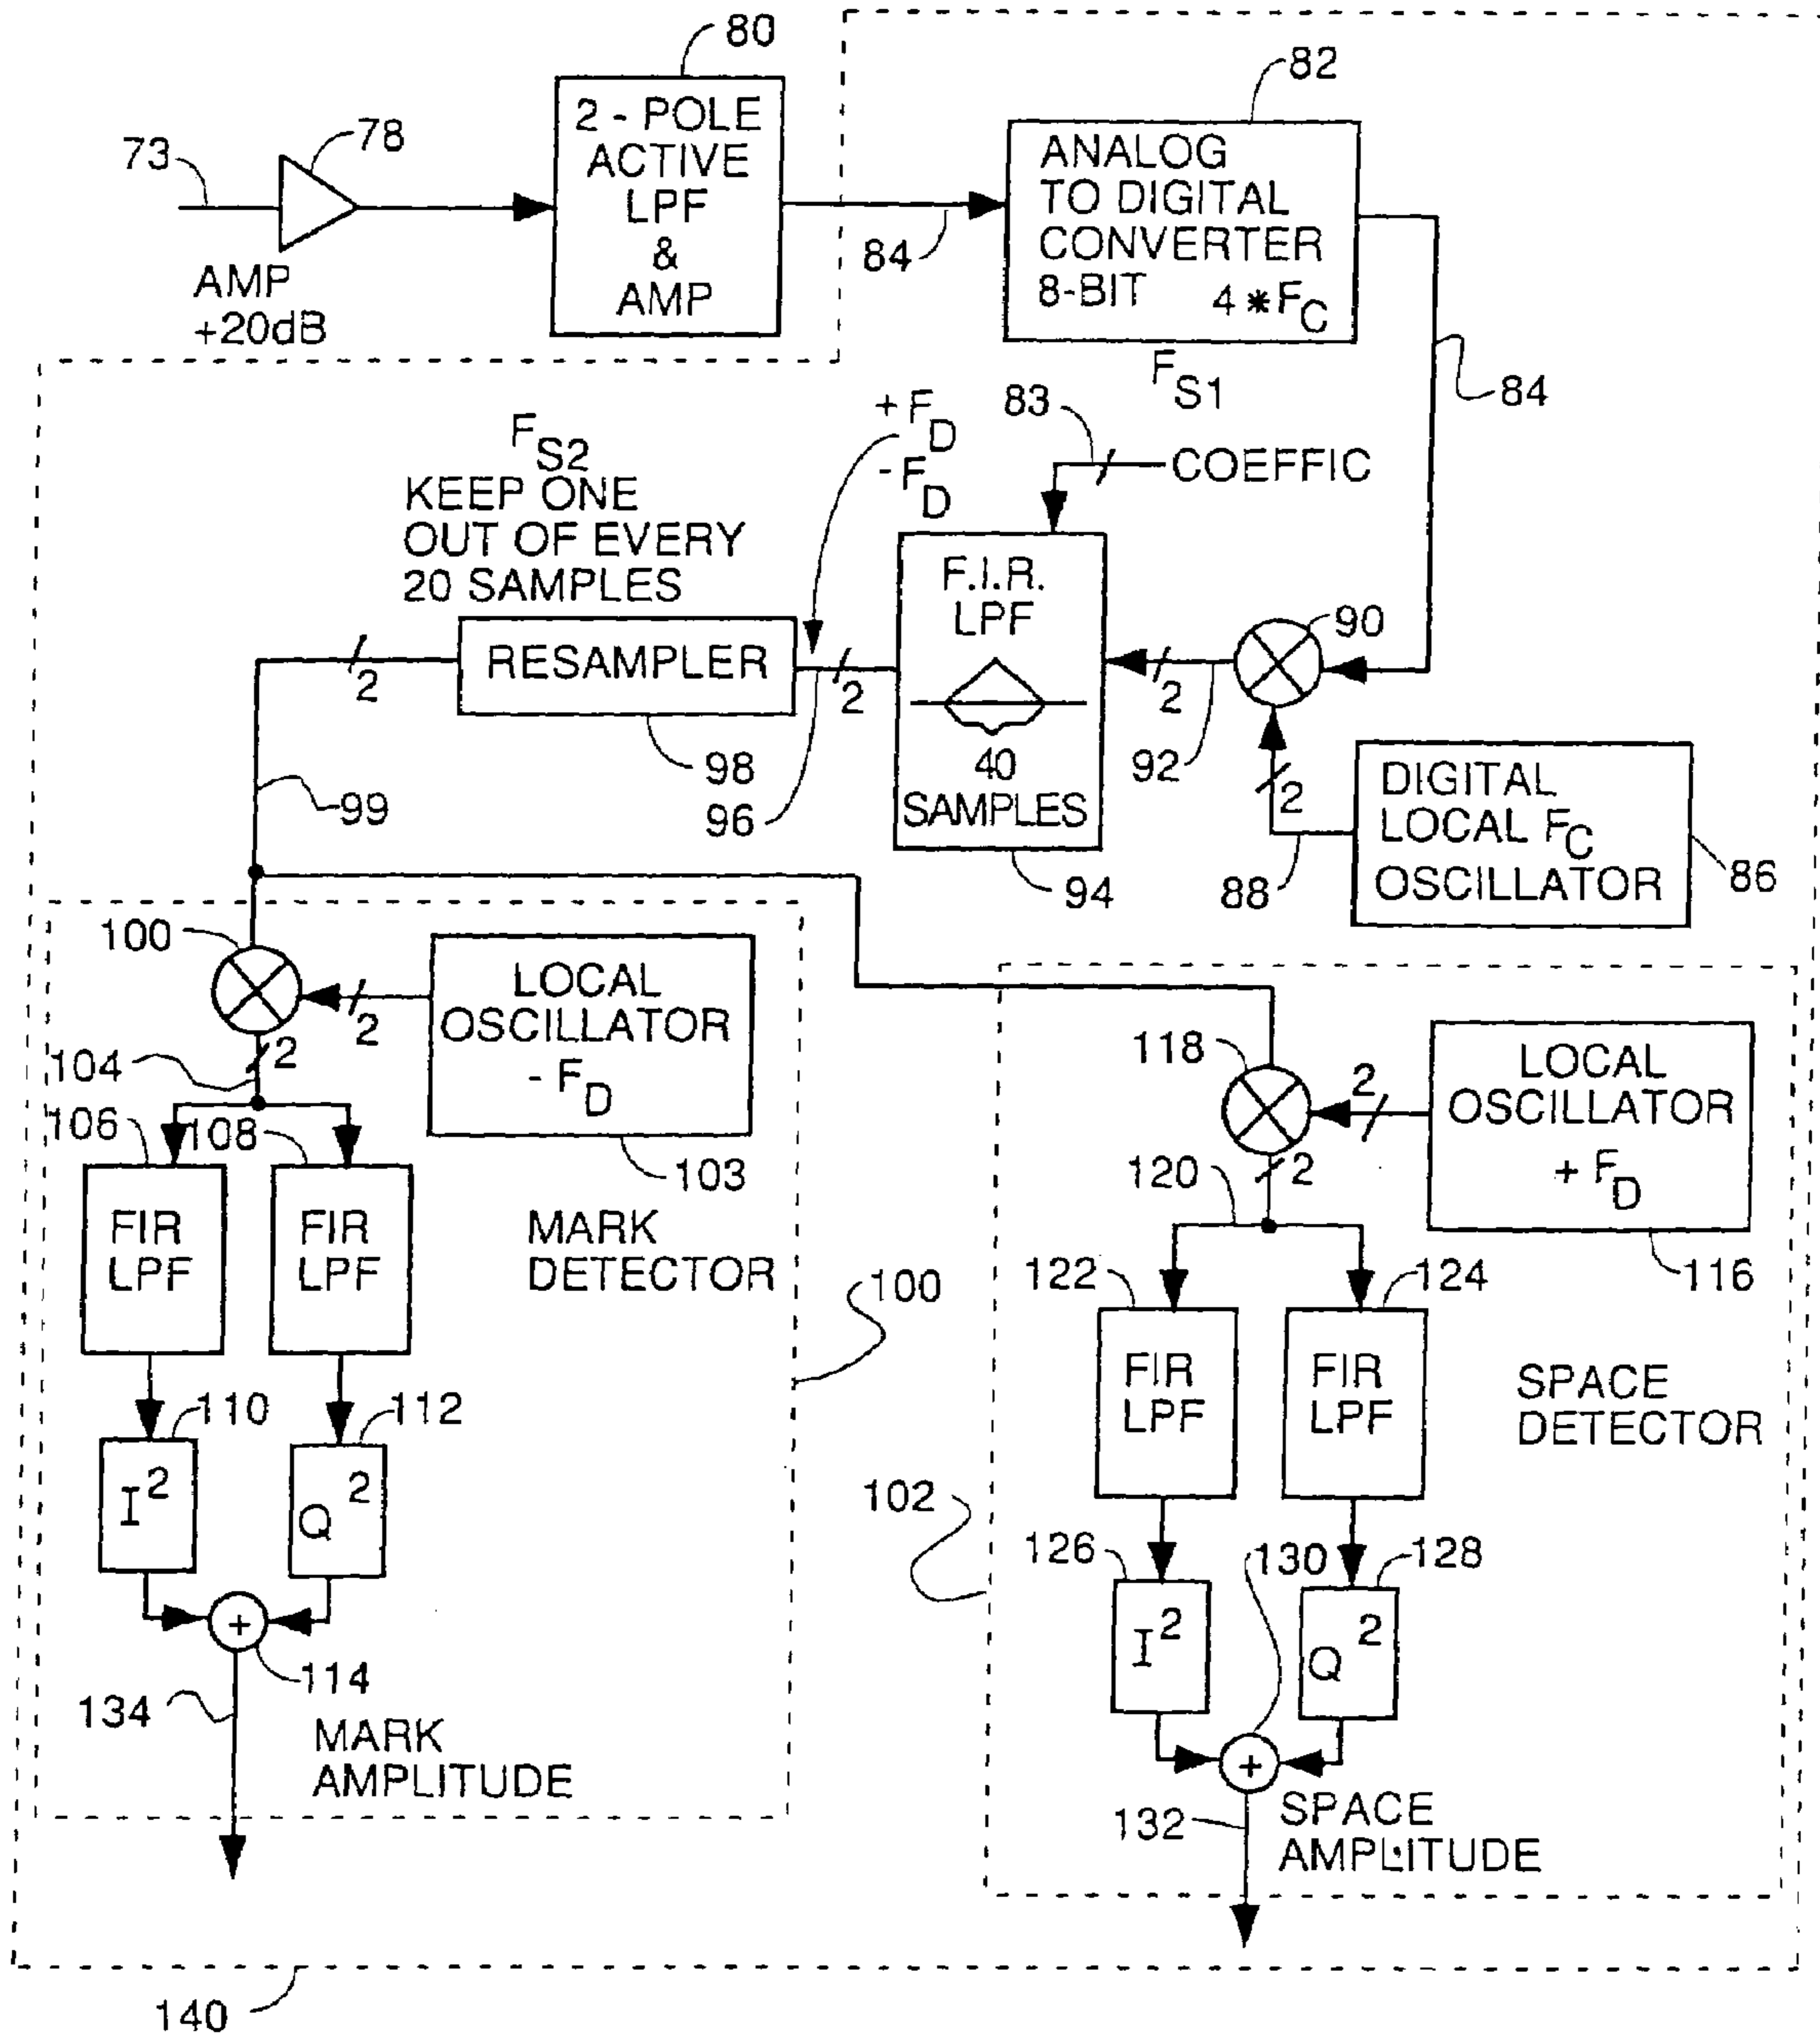 80
82
78
73
2 - POLE
ACTIVE
LPF
&
AMP
ANALOG
TO DIGITAL
CONVERTER
8-BIT 4 * FC
84
AMP
+20dB
FS1
84
83
COEFFIC
+ FD
- FD
FS2
KEEP ONE
OUT OF EVERY
20 SAMPLES
F.I.R.
LPF
40
SAMPLES
90
RESAMPLER
2
2
2
92
98
96
99
2
88
DIGITAL
LOCAL FC
OSCILLATOR
86
94
100
LOCAL
OSCILLATOR
- FD
2
103
104
2
106
108
FIR
LPF
FIR
LPF
MARK
DETECTOR
100
118
2
LOCAL
OSCILLATOR
+ FD
116
120
2
122
124
FIR
LPF
FIR
LPF
SPACE
DETECTOR
110
112
I2
Q2
102
126
130
128
I2
Q2
114
134
MARK
AMPLITUDE
132
SPACE
AMPLITUDE
140